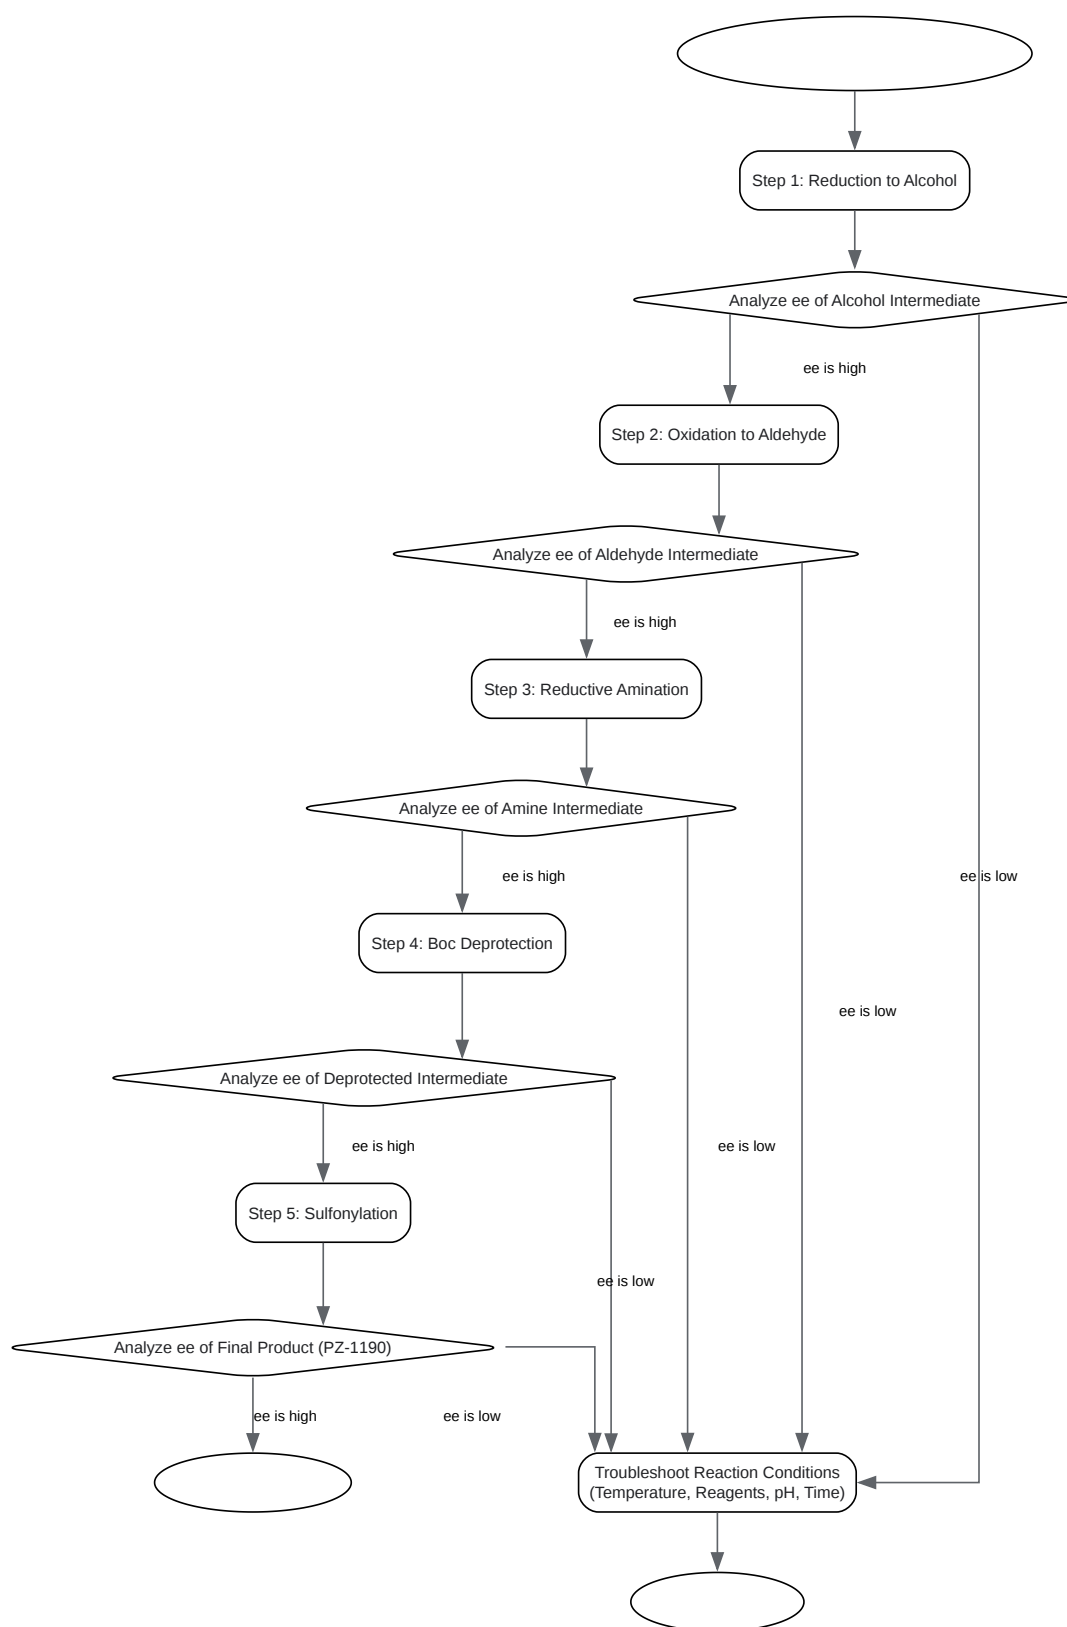 Step 1: Reduction to Alcohol
Analyze ee of Alcohol Intermediate
ee is high
Step 2: Oxidation to Aldehyde
Analyze ee of Aldehyde Intermediate
ee is high
Step 3: Reductive Amination
Analyze ee of Amine Intermediate
ee is high
ee is low
Step 4: Boc Deprotection
ee is low
Analyze ee of Deprotected Intermediate
ee is high
ee is low
Step 5: Sulfonylation
ee is low
Analyze ee of Final Product (PZ-1190)
ee is high
ee is low
Troubleshoot Reaction Conditions
(Temperature, Reagents, pH, Time)